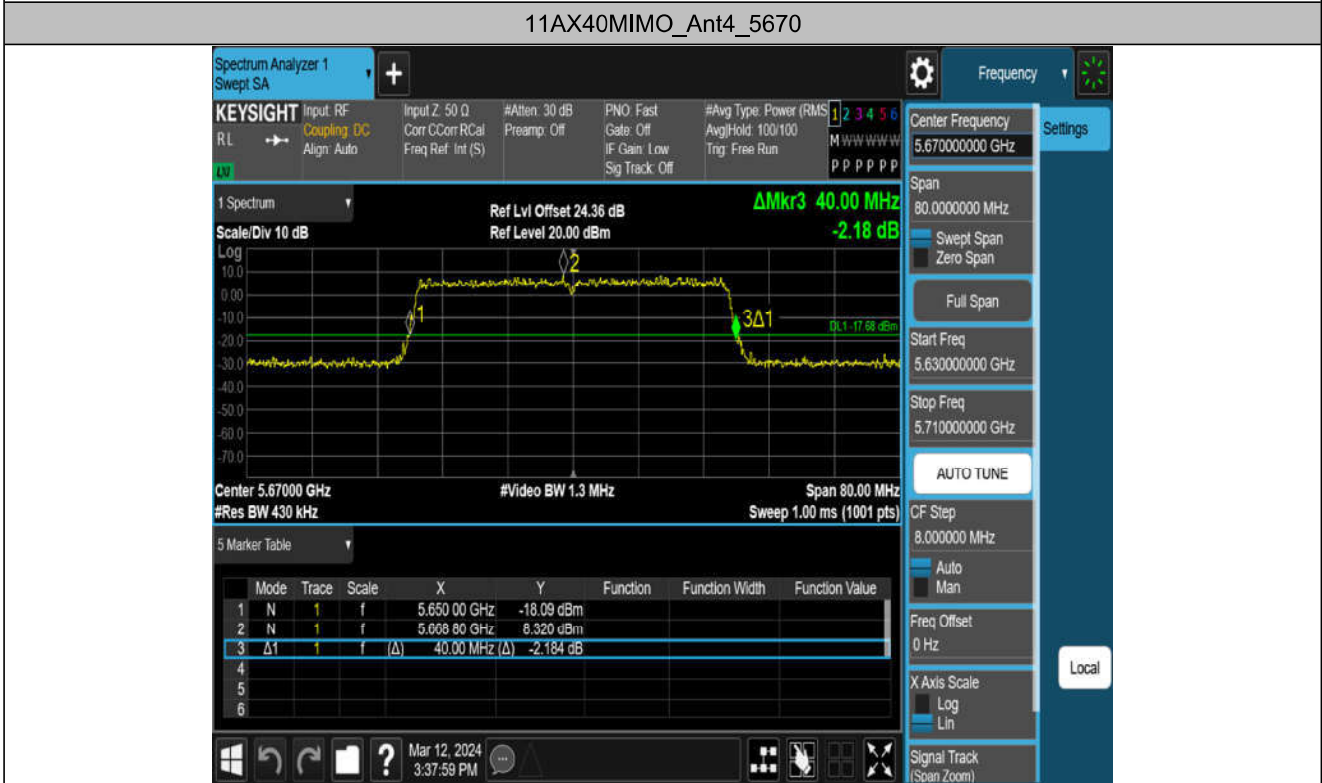 11AX40MIMO_Ant4_5670
Spectrum Analyzer 1
Swept SA
+
Frequency
KEYSIGHT Input: RF Input Z: 50 Ω #Atten: 30 dB PNO: Fast #Avg Type: Power (RMS 1 2 3 4 5 6
RL Coupling: DC Corr CCorr RCal Preamp: Off Gate: Off Avg|Hold: 100/100 M W W W W W
Align: Auto Freq Ref: Int (S) IF Gain: Low Trig: Free Run
Sig Track: Off P P P P P P
LXI
1 Spectrum
Ref Lvl Offset 24.36 dB ΔMkr3 40.00 MHz
Scale/Div 10 dB Ref Level 20.00 dBm -2.18 dB
Log
10.0
0.00
-10.0
-20.0
-30.0
-40.0
-50.0
-60.0
-70.0
2
1
3Δ1
DL1 -17.68 dBm
Center 5.67000 GHz #Video BW 1.3 MHz Span 80.00 MHz
#Res BW 430 kHz Sweep 1.00 ms (1001 pts)
5 Marker Table
Mode Trace Scale X Y Function Function Width Function Value
1 N 1 f 5.650 00 GHz -18.09 dBm
2 N 1 f 5.668 80 GHz 8.320 dBm
3 Δ1 1 f (Δ) 40.00 MHz (Δ) -2.184 dB
4
5
6
?
Mar 12, 2024
3:37:59 PM
Center Frequency
5.670000000 GHz
Settings
Span
80.0000000 MHz
Swept Span
Zero Span
Full Span
Start Freq
5.630000000 GHz
Stop Freq
5.710000000 GHz
AUTO TUNE
CF Step
8.000000 MHz
Auto
Man
Freq Offset
0 Hz
Local
X Axis Scale
Log
Lin
Signal Track
(Span Zoom)